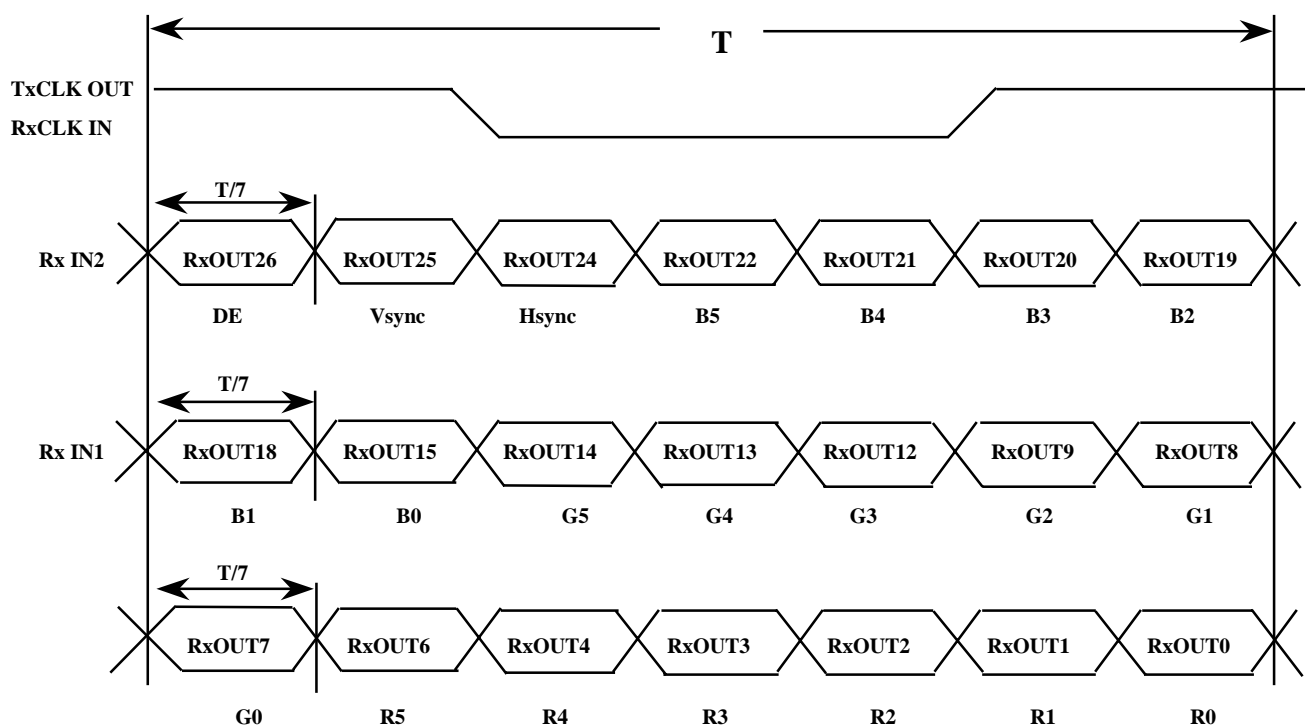 T
TxCLK OUT
RxCLK IN
T/7
Rx IN2 RxOUT26 RxOUT25 RxOUT24 RxOUT22 RxOUT21 RxOUT20 RxOUT19
DE Vsync Hsync B5 B4 B3 B2
T/7
Rx IN1 RxOUT18 RxOUT15 RxOUT14 RxOUT13 RxOUT12 RxOUT9 RxOUT8
B1 B0 G5 G4 G3 G2 G1
T/7
RxOUT7 RxOUT6 RxOUT4 RxOUT3 RxOUT2 RxOUT1 RxOUT0
G0 R5 R4 R3 R2 R1 R0